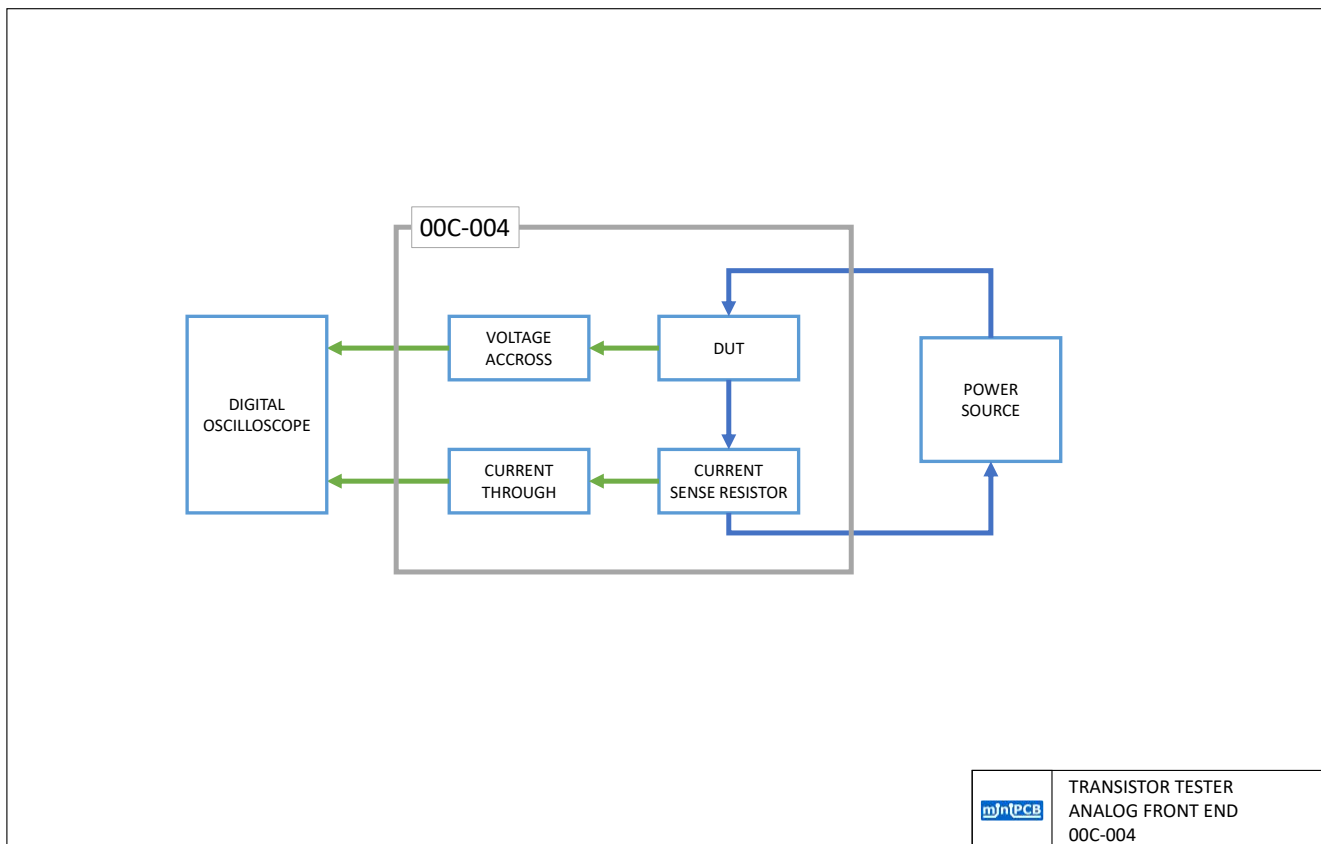 00C-004
VOLTAGE
ACCROSS
DUT
DIGITAL
OSCILLOSCOPE
POWER
SOURCE
CURRENT
THROUGH
CURRENT
SENSE RESISTOR
miniPCB
TRANSISTOR TESTER
ANALOG FRONT END
00C-004